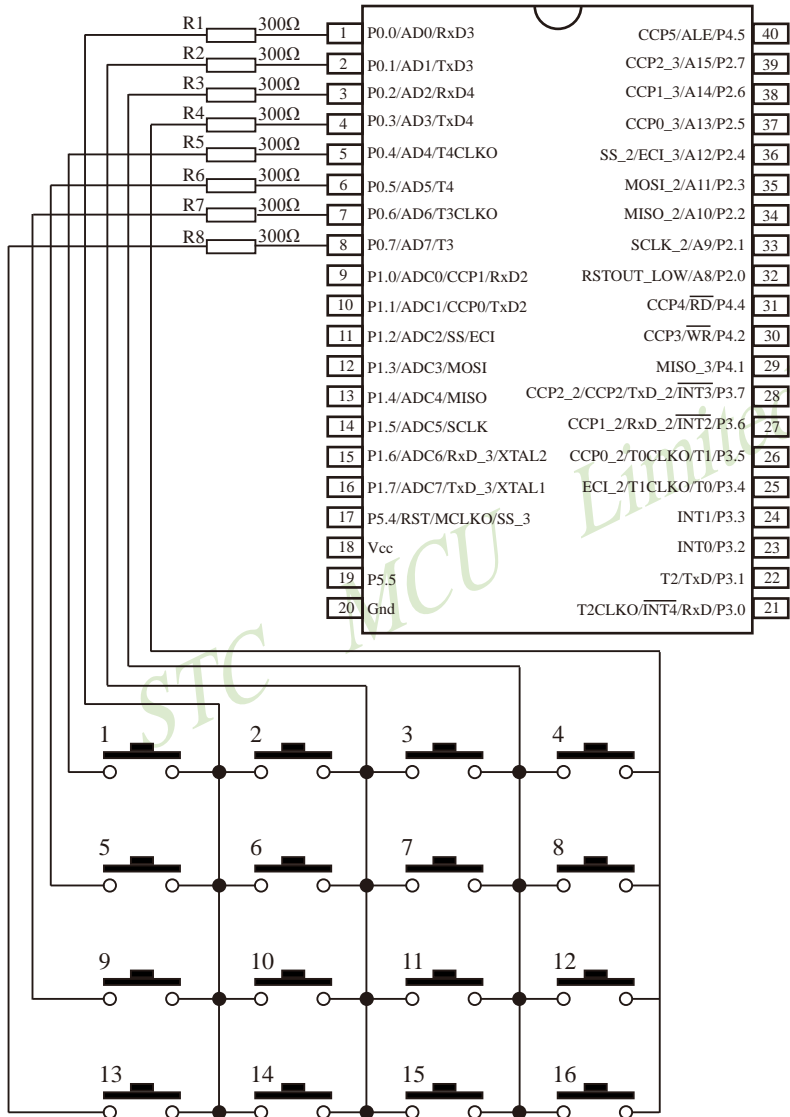 R1 300Ω 1 P0.0/AD0/RxD3 CCP5/ALE/P4.5 40
R2 300Ω 2 P0.1/AD1/TxD3 CCP2_3/A15/P2.7 39
R3 300Ω 3 P0.2/AD2/RxD4 CCP1_3/A14/P2.6 38
R4 300Ω 4 P0.3/AD3/TxD4 CCP0_3/A13/P2.5 37
R5 300Ω 5 P0.4/AD4/T4CLKO SS_2/ECI_3/A12/P2.4 36
R6 300Ω 6 P0.5/AD5/T4 MOSI_2/A11/P2.3 35
R7 300Ω 7 P0.6/AD6/T3CLKO MISO_2/A10/P2.2 34
R8 300Ω 8 P0.7/AD7/T3 SCLK_2/A9/P2.1 33
9 P1.0/ADC0/CCP1/RxD2 RSTOUT_LOW/A8/P2.0 32
10 P1.1/ADC1/CCP0/TxD2 CCP4/RD/P4.4 31
11 P1.2/ADC2/SS/ECI CCP3/WR/P4.2 30
12 P1.3/ADC3/MOSI MISO_3/P4.1 29
13 P1.4/ADC4/MISO CCP2_2/CCP2/TxD_2/INT3/P3.7 28
14 P1.5/ADC5/SCLK CCP1_2/RxD_2/INT2/P3.6 27
15 P1.6/ADC6/RxD_3/XTAL2 CCP0_2/T0CLKO/T1/P3.5 26
16 P1.7/ADC7/TxD_3/XTAL1 ECI_2/T1CLKO/T0/P3.4 25
17 P5.4/RST/MCLKO/SS_3 INT1/P3.3 24
18 Vcc INT0/P3.2 23
19 P5.5 T2/TxD/P3.1 22
20 Gnd T2CLKO/INT4/RxD/P3.0 21
STC MCU Limited
1 2 3 4
5 6 7 8
9 10 11 12
13 14 15 16